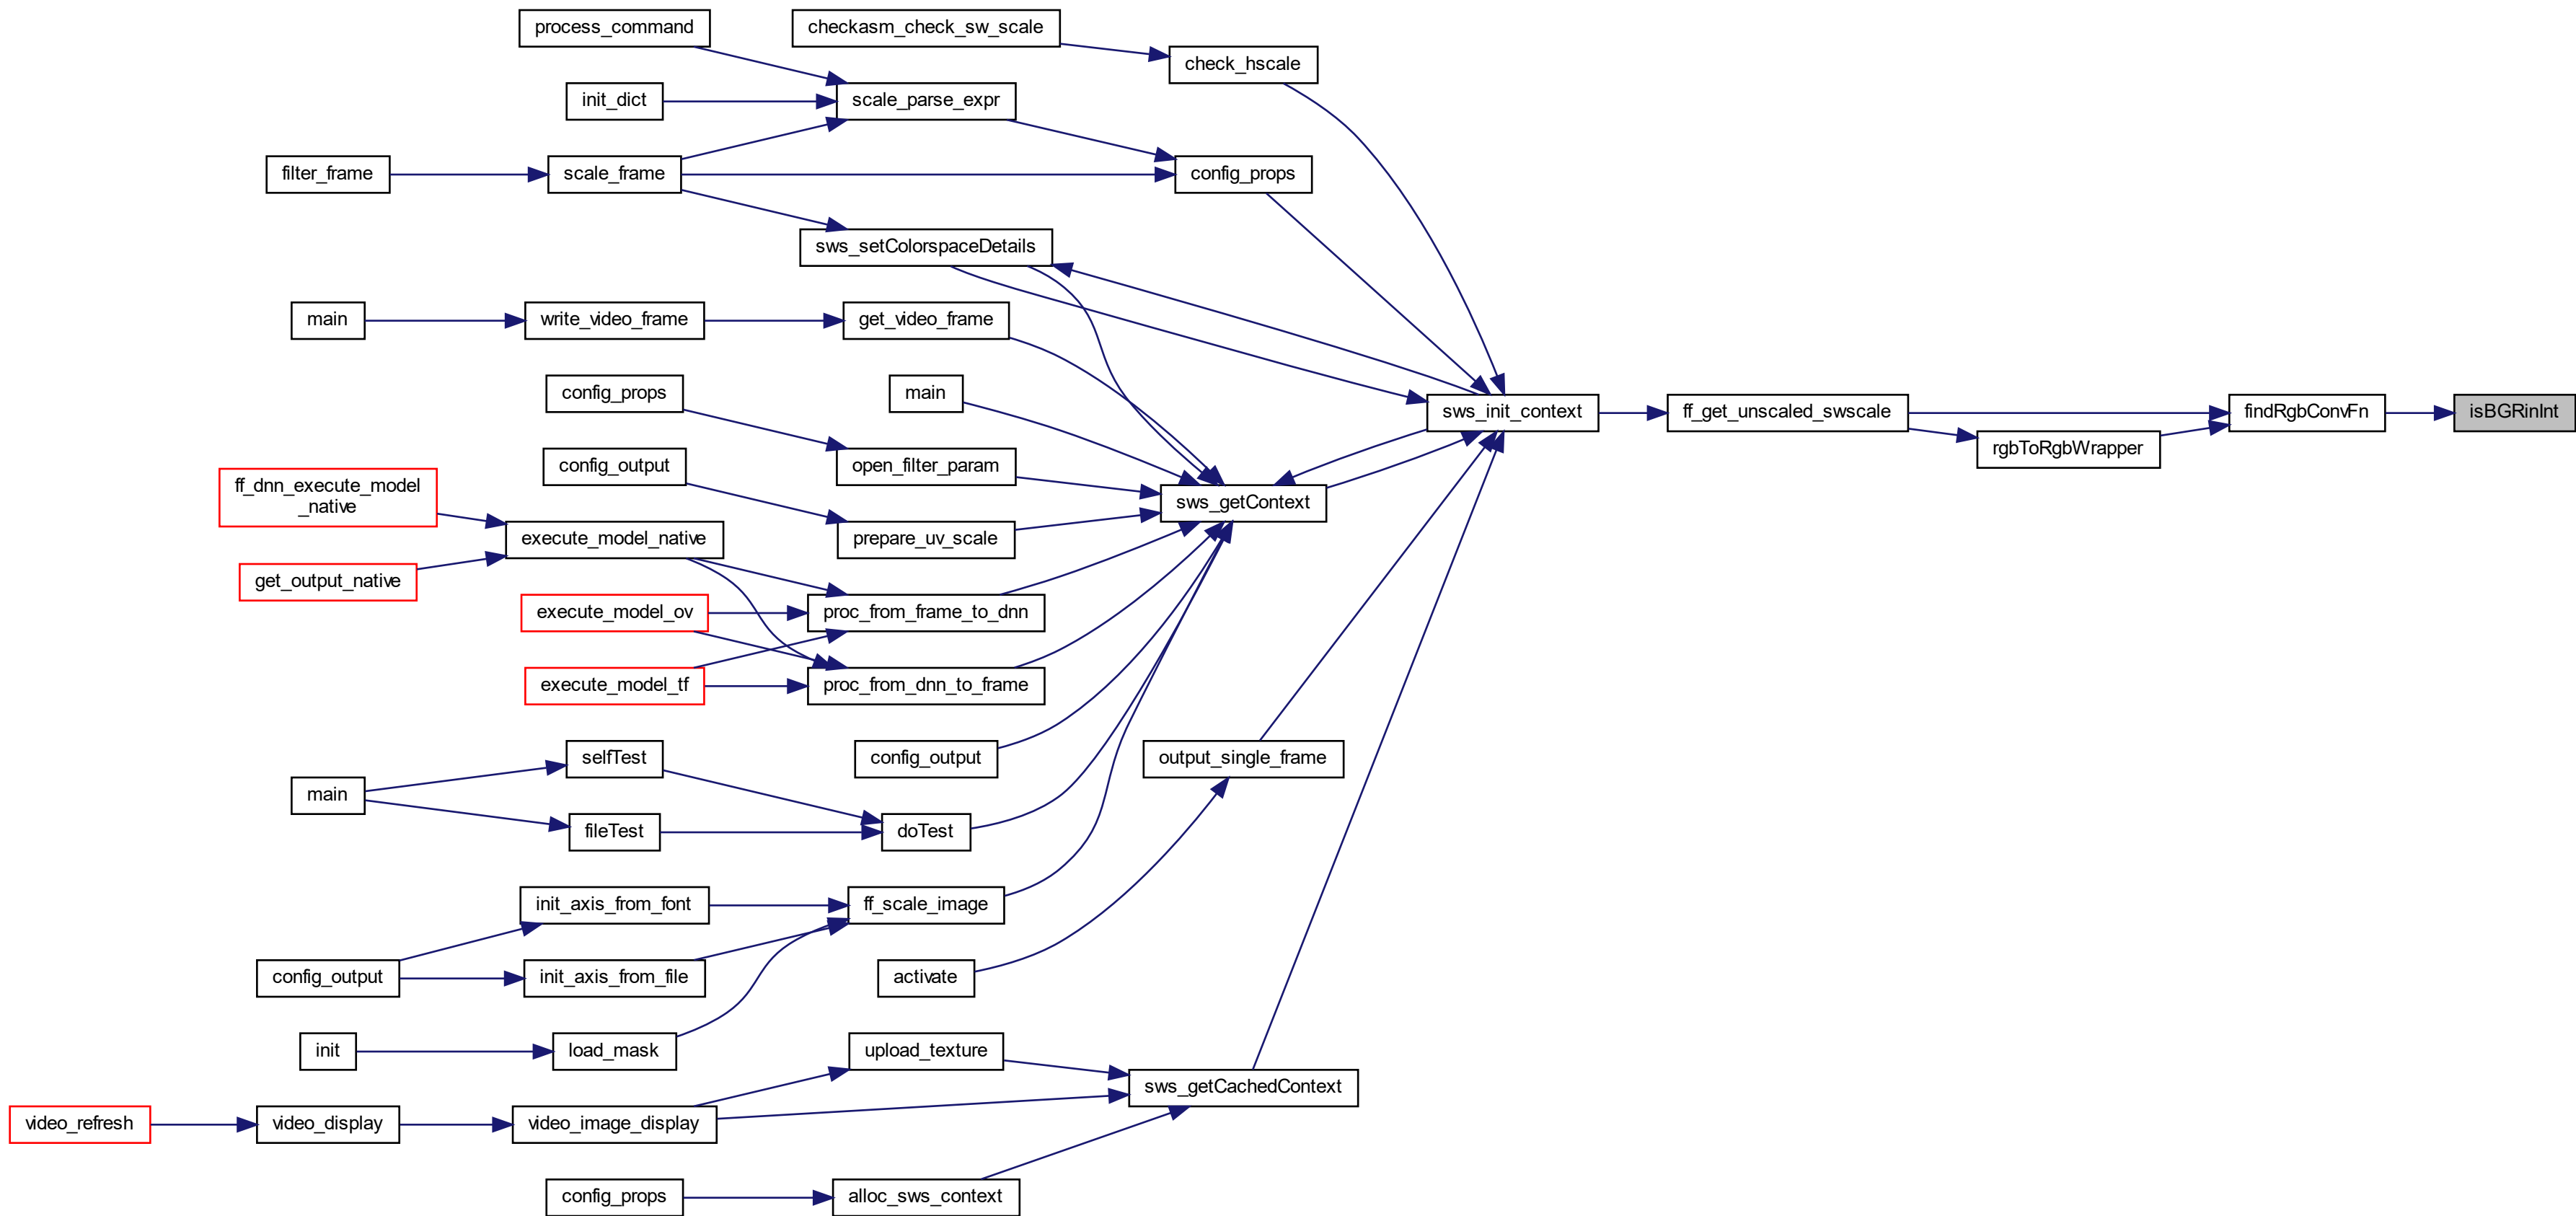 process_command
checkasm_check_sw_scale
check_hscale
init_dict
scale_parse_expr
filter_frame
scale_frame
config_props
sws_setColorspaceDetails
main
write_video_frame
get_video_frame
config_props
main
sws_init_context
ff_get_unscaled_swscale
findRgbConvFn
isBGRinInt
rgbToRgbWrapper
config_output
open_filter_param
ff_dnn_execute_model
_native
sws_getContext
execute_model_native
prepare_uv_scale
get_output_native
execute_model_ov
proc_from_frame_to_dnn
execute_model_tf
proc_from_dnn_to_frame
selfTest
config_output
output_single_frame
main
fileTest
doTest
init_axis_from_font
ff_scale_image
config_output
init_axis_from_file
activate
init
load_mask
upload_texture
sws_getCachedContext
video_refresh
video_display
video_image_display
config_props
alloc_sws_context